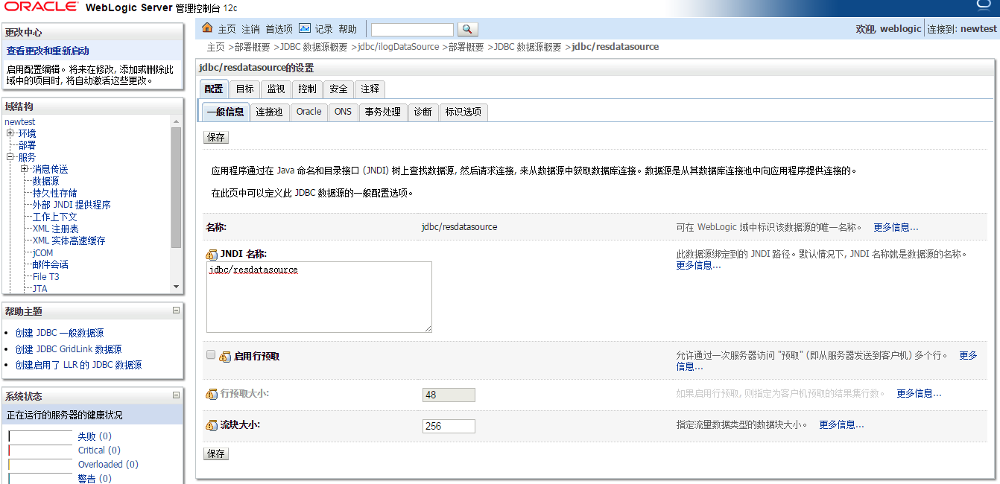 ORACLE WebLogic Server 管理控制台 12c
更改中心
查看更改和重新启动
启用配置编辑。将来在修改, 添加或删除此
域中的项目时, 将自动激活这些更改。
域结构
newtest
环境
部署
服务
消息传送
数据源
持久性存储
外部 JNDI 提供程序
工作上下文
XML 注册表
XML 实体高速缓存
jCOM
邮件会话
File T3
JTA
帮助主题
创建 JDBC 一般数据源
创建 JDBC GridLink 数据源
创建启用了 LLR 的 JDBC 数据源
系统状态
正在运行的服务器的健康状况
失败 (0)
Critical (0)
Overloaded (0)
警告 (0)
主页 注销 首选项 记录 帮助
欢迎, weblogic 连接到: newtest
主页 >部署概要 >JDBC 数据源概要 >jdbc/ilogDataSource >部署概要 >JDBC 数据源概要 >jdbc/resdatasource
jdbc/resdatasource的设置
配置 目标 监视 控制 安全 注释
一般信息 连接池 Oracle ONS 事务处理 诊断 标识选项
保存
应用程序通过在 Java 命名和目录接口 (JNDI) 树上查找数据源, 然后请求连接, 来从数据源中获取数据库连接。数据源是从其数据库连接池中向应用程序提供连接的。
在此页中可以定义此 JDBC 数据源的一般配置选项。
名称: jdbc/resdatasource 可在 WebLogic 域中标识该数据源的唯一名称。 更多信息...
JNDI 名称: 此数据源绑定到的 JNDI 路径。默认情况下, JNDI 名称就是数据源的名称。
更多信息...
jdbc/resdatasource
启用行预取 允许通过一次服务器访问 "预取" (即从服务器发送到客户机) 多个行。 更多
信息...
行预取大小: 48 如果启用行预取, 则指定为客户机预取的结果集行数。 更多信息...
流块大小: 256 指定流量数据类型的数据块大小。 更多信息...
保存